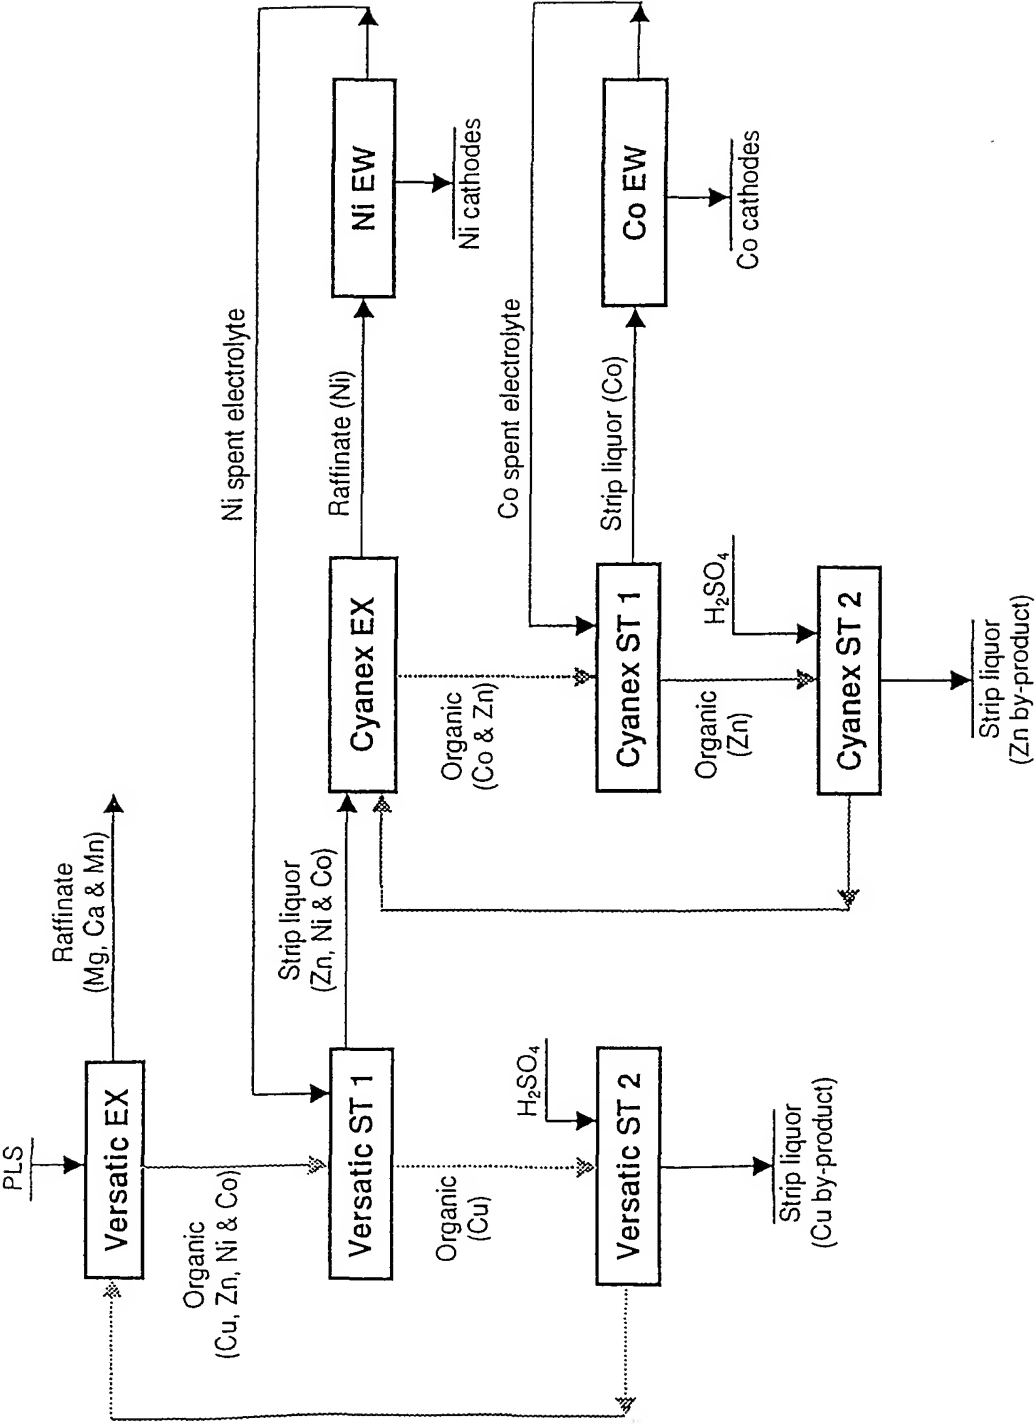 PLS
Versatic EX
Raffinate
(Mg, Ca & Mn)
Organic
(Cu, Zn, Ni & Co)
Ni spent electrolyte
Versatic ST 1
Strip liquor
(Zn, Ni & Co)
Cyanex EX
Raffinate (Ni)
Ni EW
Ni cathodes
Organic
(Cu)
H₂SO₄
Versatic ST 2
Strip liquor
(Cu by-product)
Organic
(Co & Zn)
Co spent electrolyte
Cyanex ST 1
Strip liquor (Co)
Co EW
Co cathodes
Organic
(Zn)
H₂SO₄
Cyanex ST 2
Strip liquor
(Zn by-product)